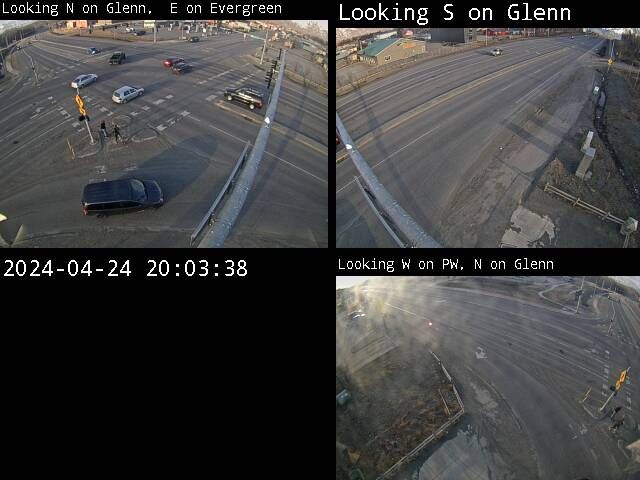 Looking N on Glenn,  E on Evergreen
Looking S on Glenn
2024-04-24 20:03:38
Looking W on PW, N on Glenn